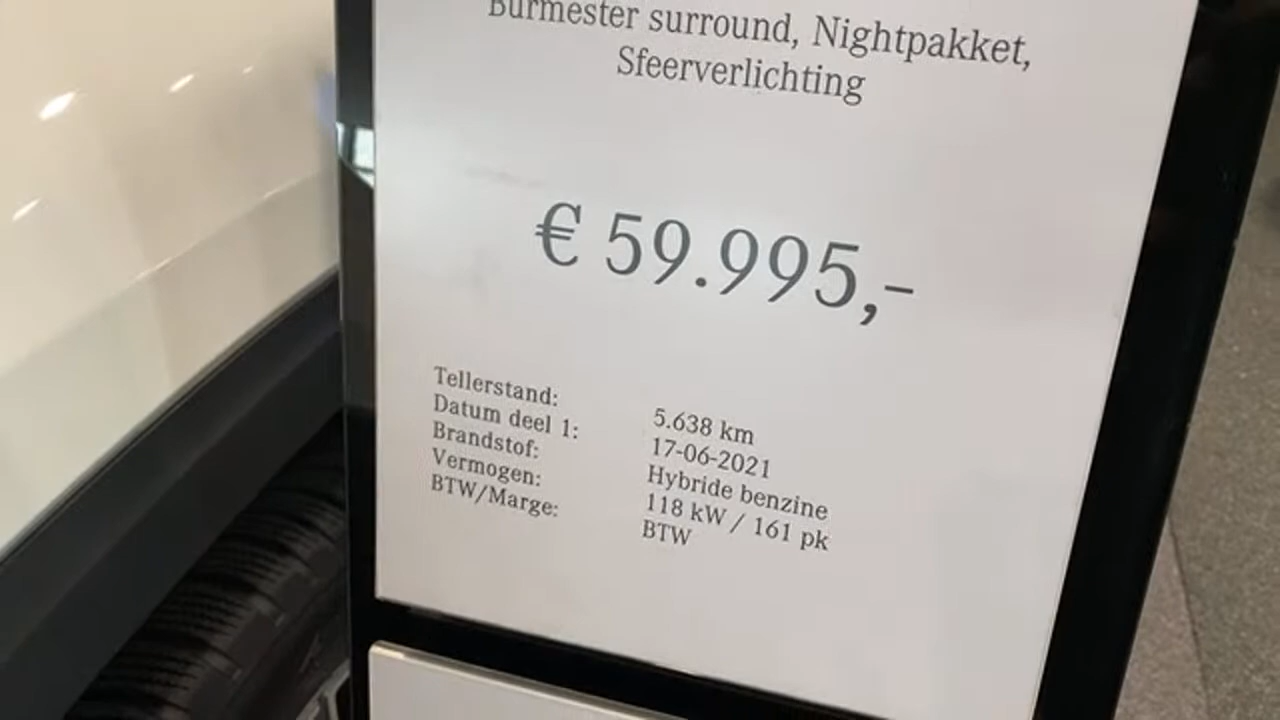 Burmester surround, Nightpakket,
Sfeerverlichting
€ 59.995,-
Tellerstand: 5.638 km
Datum deel 1: 17-06-2021
Brandstof: Hybride benzine
Vermogen: 118 kW / 161 pk
BTW/Marge: BTW